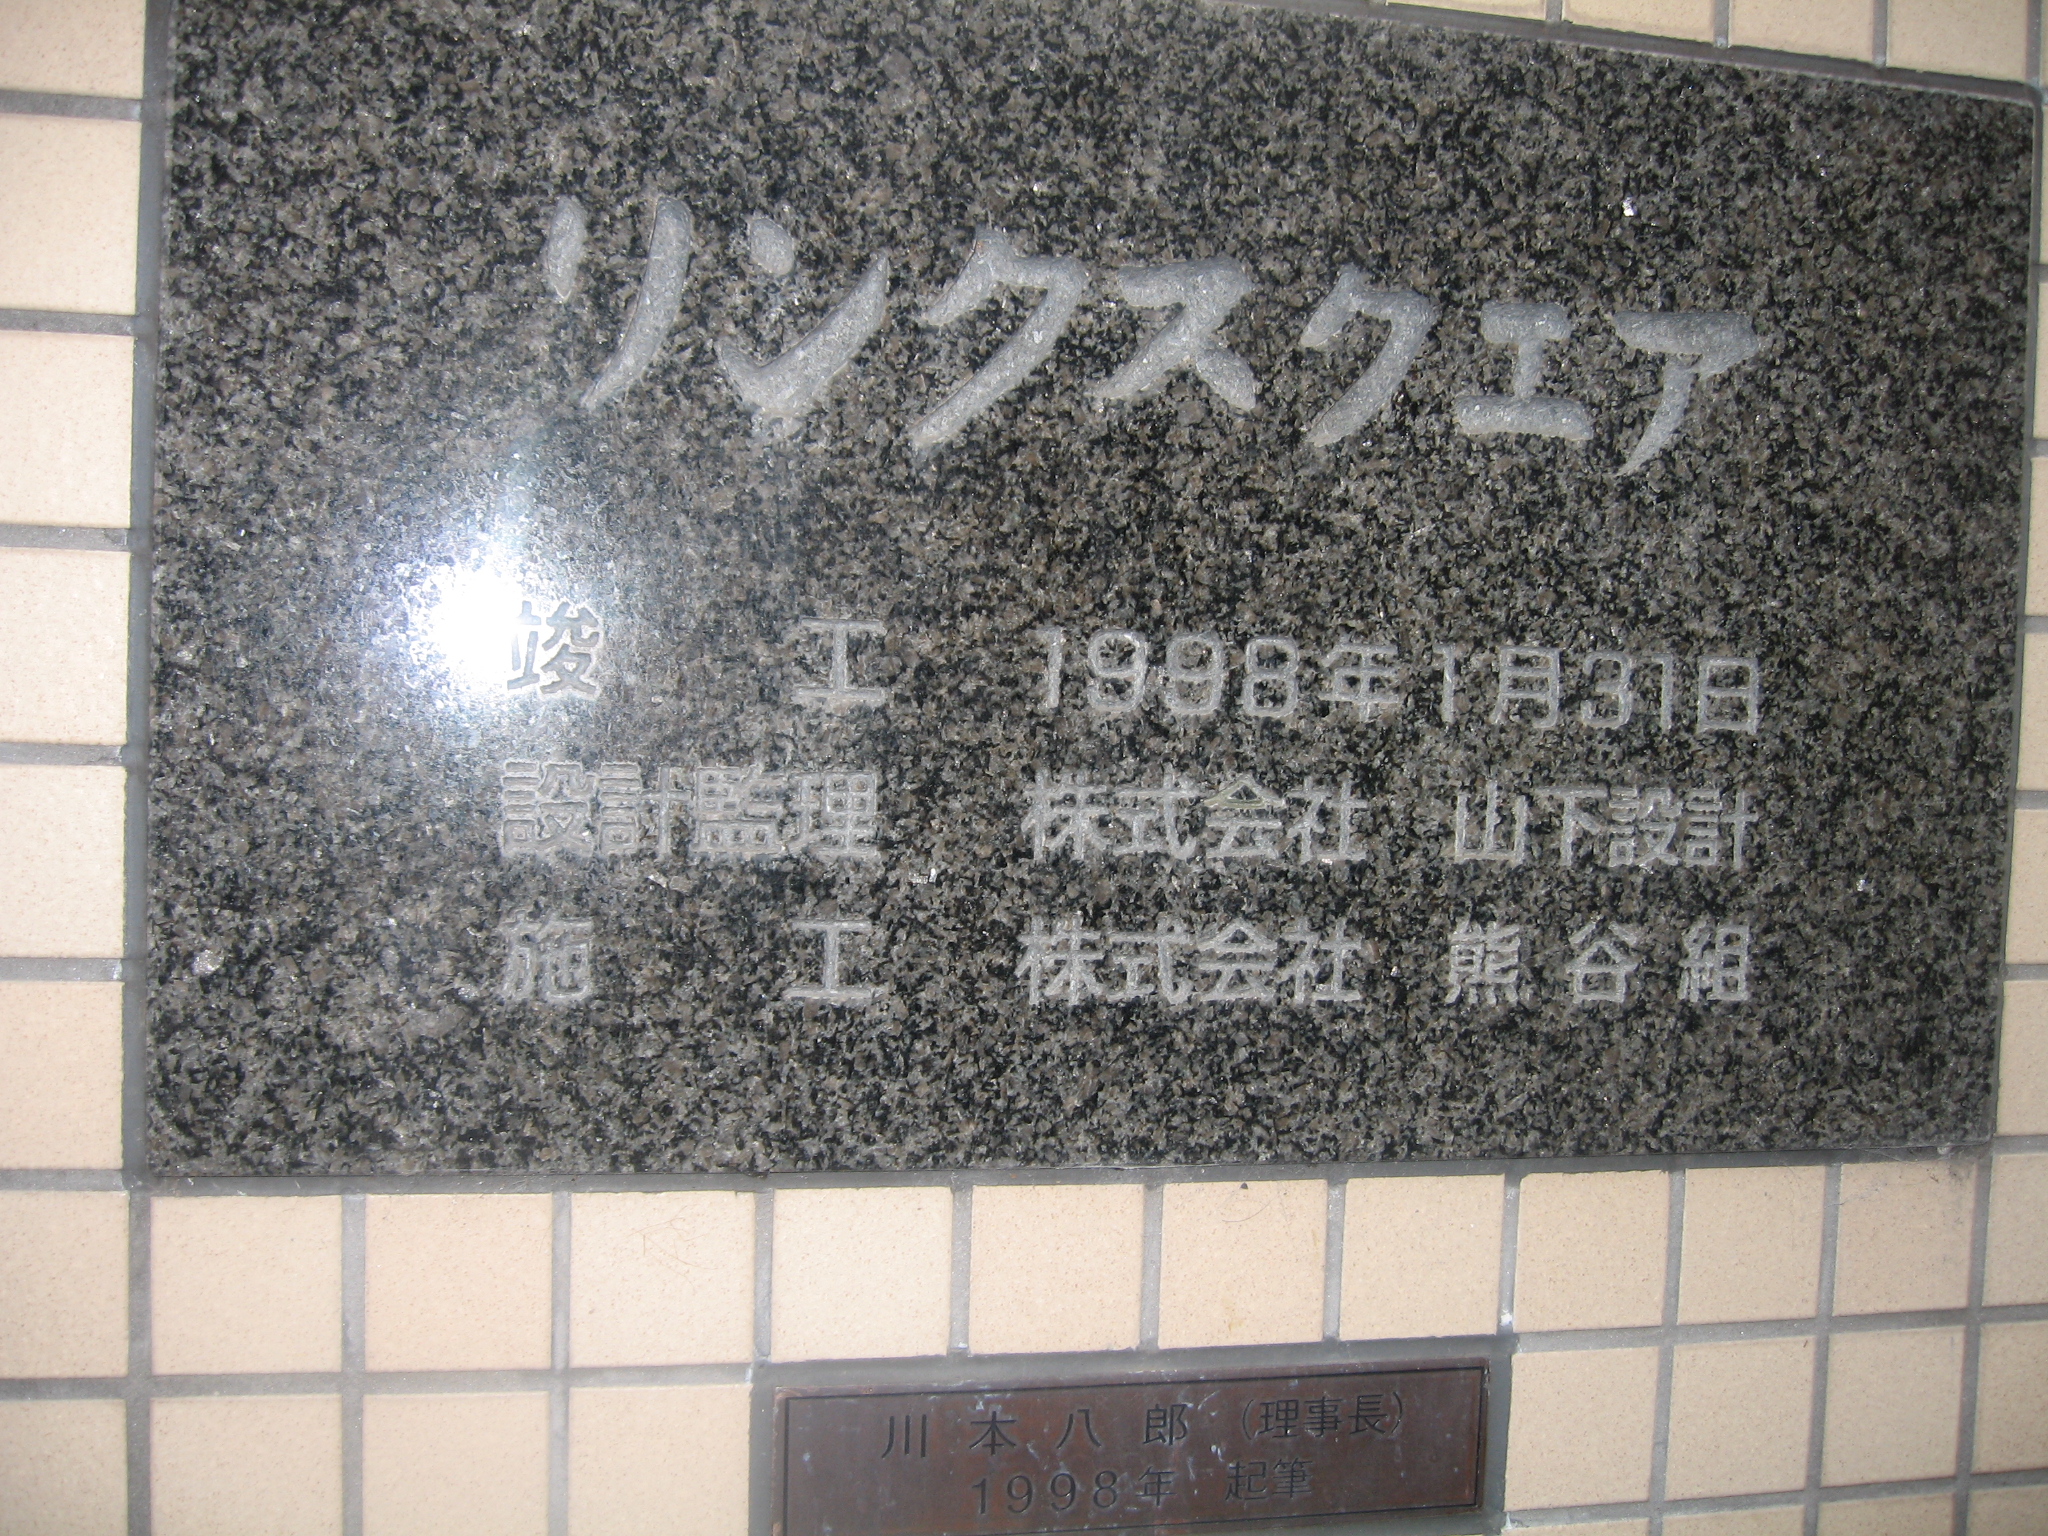 リンクスクエア
竣工 1998年1月31日
設計監理 株式会社 山下設計
施工 株式会社 熊谷組
川本八郎（理事長）
1998年 起筆